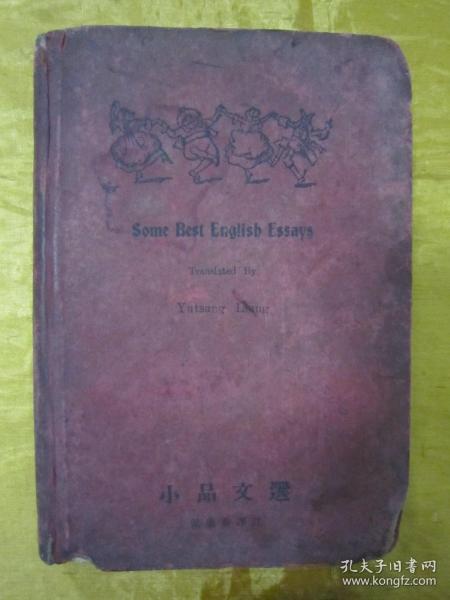 Some Best English Essays
Translated By
Yutsang Liang
小品文選
孔夫子旧书网
www.kongfz.com